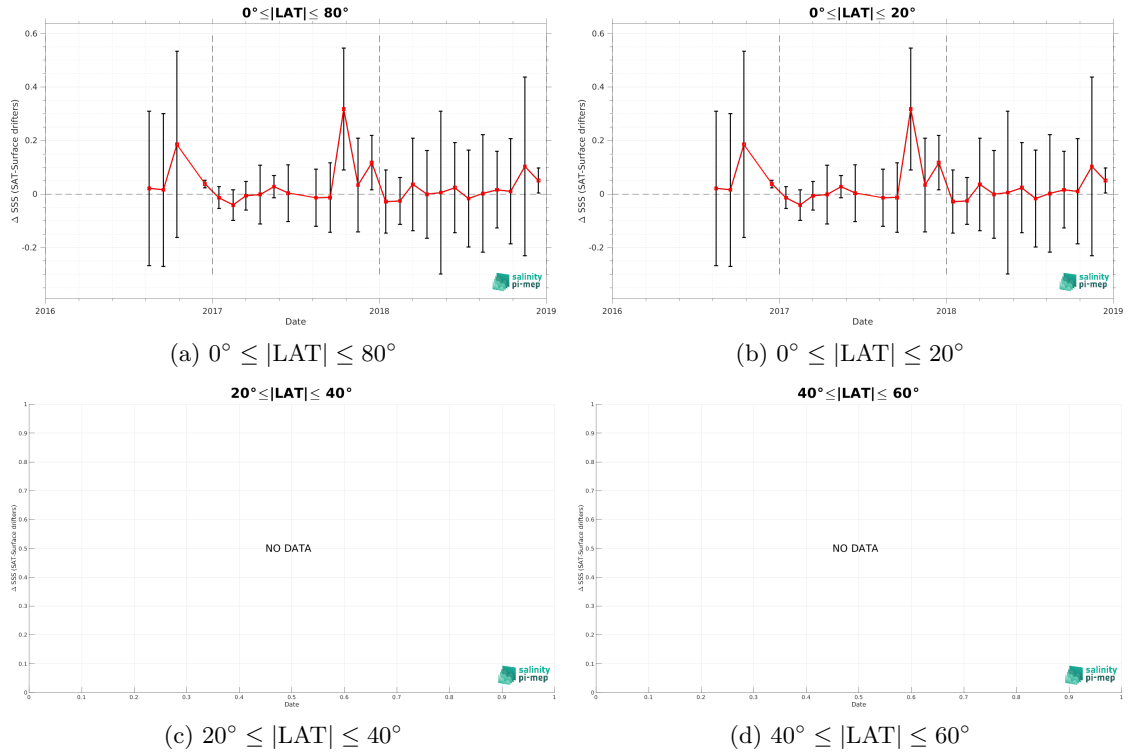 0°≤|LAT|≤ 80°
Δ SSS (SAT-Surface drifters)
0.6
0.4
0.2
0
-0.2
2016
2017
2018
2019
Date
salinity
pi-mep
(a) 0° ≤ |LAT| ≤ 80°
0°≤|LAT|≤ 20°
Δ SSS (SAT-Surface drifters)
0.6
0.4
0.2
0
-0.2
2016
2017
2018
2019
Date
salinity
pi-mep
(b) 0° ≤ |LAT| ≤ 20°
20°≤|LAT|≤ 40°
Δ SSS (SAT-Surface drifters)
1
0.9
0.8
0.7
0.6
0.5
0.4
0.3
0.2
0.1
0
NO DATA
0
0.1
0.2
0.3
0.4
0.5
0.6
0.7
0.8
0.9
1
Date
salinity
pi-mep
(c) 20° ≤ |LAT| ≤ 40°
40°≤|LAT|≤ 60°
Δ SSS (SAT-Surface drifters)
1
0.9
0.8
0.7
0.6
0.5
0.4
0.3
0.2
0.1
0
NO DATA
0
0.1
0.2
0.3
0.4
0.5
0.6
0.7
0.8
0.9
1
Date
salinity
pi-mep
(d) 40° ≤ |LAT| ≤ 60°